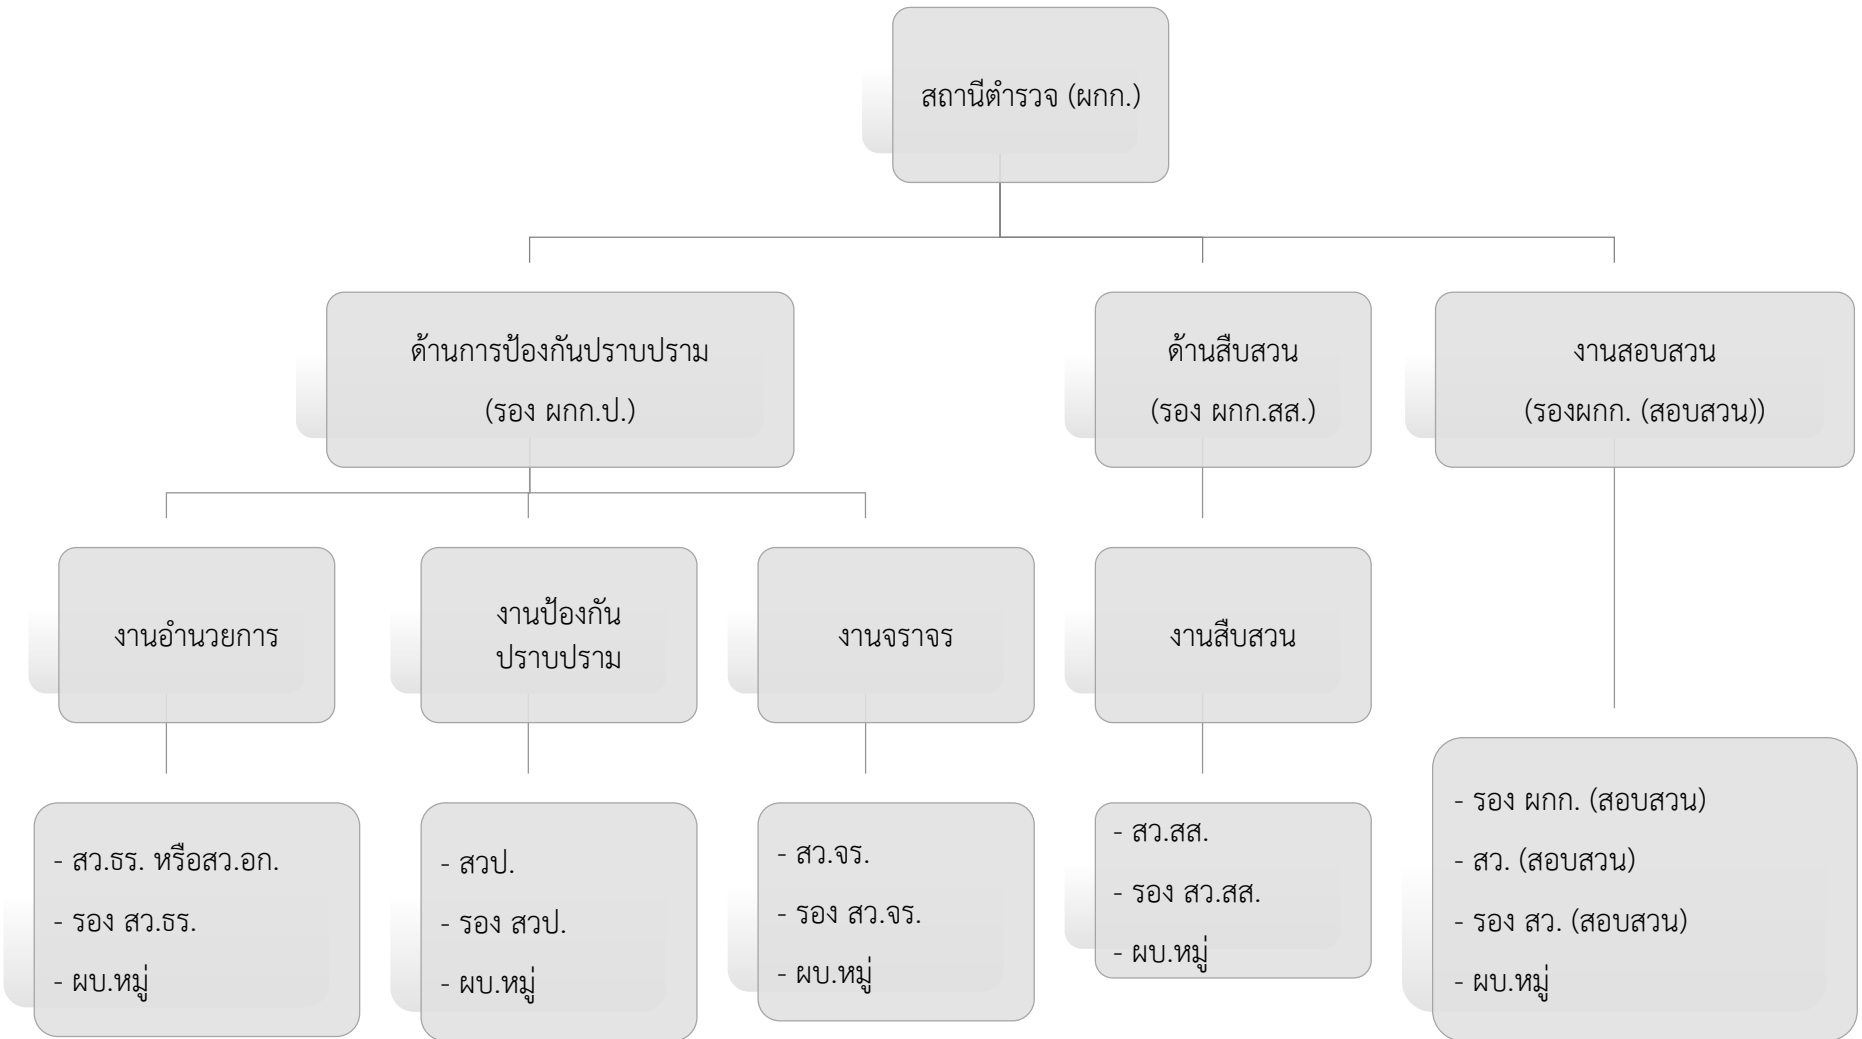 สถานีตำรวจ (ผกก.)
ด้านการป้องกันปราบปราม
(รอง ผกก.ป.)
ด้านสืบสวน
(รอง ผกก.สส.)
งานสอบสวน
(รองผกก. (สอบสวน))
งานอำนวยการ
งานป้องกัน
ปราบปราม
งานจราจร
งานสืบสวน
- สว.ธร. หรือสว.อก.
- รอง สว.ธร.
- ผบ.หมู่
- สวป.
- รอง สวป.
- ผบ.หมู่
- สว.จร.
- รอง สว.จร.
- ผบ.หมู่
- สว.สส.
- รอง สว.สส.
- ผบ.หมู่
- รอง ผกก. (สอบสวน)
- สว. (สอบสวน)
- รอง สว. (สอบสวน)
- ผบ.หมู่